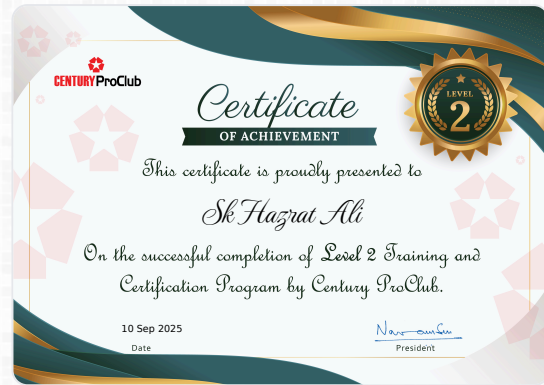 CENTURY ProClub
Certificate
OF ACHIEVEMENT
LEVEL
2
This certificate is proudly presented to
Sk Hazrat Ali
On the successful completion of Level 2 Training and
Certification Program by Century ProClub.
10 Sep 2025
Date
President